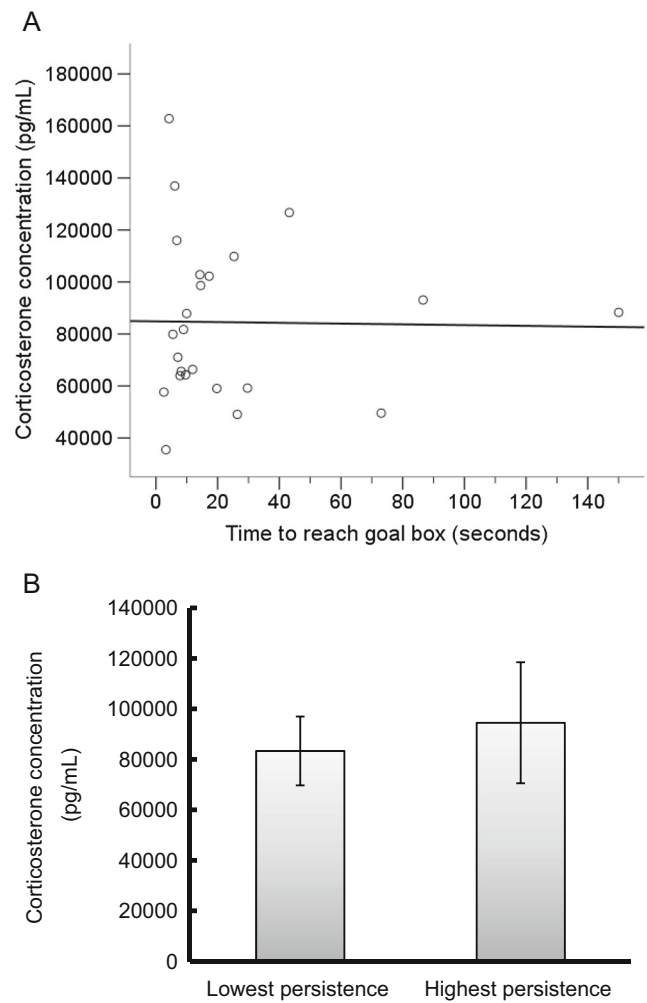 A
Corticosterone concentration (pg/mL)
180000
160000
140000
120000
100000
80000
60000
40000
0 20 40 60 80 100 120 140
Time to reach goal box (seconds)
B
Corticosterone concentration
(pg/mL)
140000
120000
100000
80000
60000
40000
20000
0
Lowest persistence Highest persistence